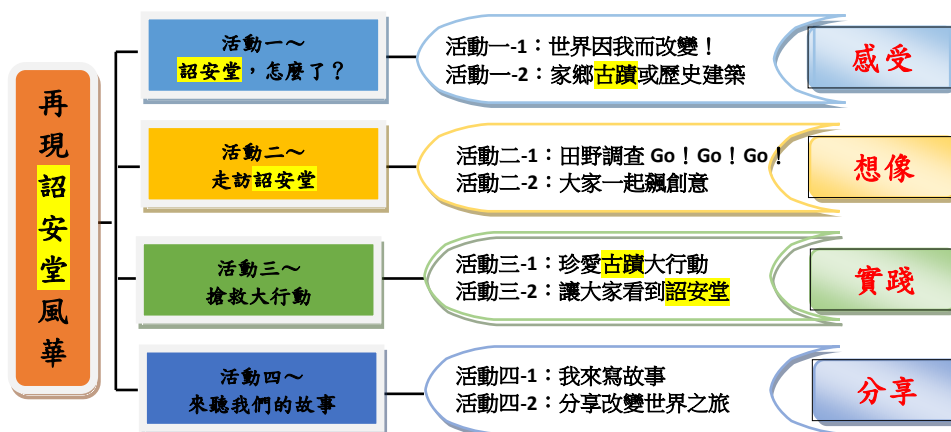 再現詔安堂風華
活動一～
詔安堂，怎麼了？
活動一-1：世界因我而改變！
活動一-2：家鄉古蹟或歷史建築
感受
活動二～
走訪詔安堂
活動二-1：田野調查 Go！Go！Go！
活動二-2：大家一起飆創意
想像
活動三～
搶救大行動
活動三-1：珍愛古蹟大行動
活動三-2：讓大家看到詔安堂
實踐
活動四～
來聽我們的故事
活動四-1：我來寫故事
活動四-2：分享改變世界之旅
分享